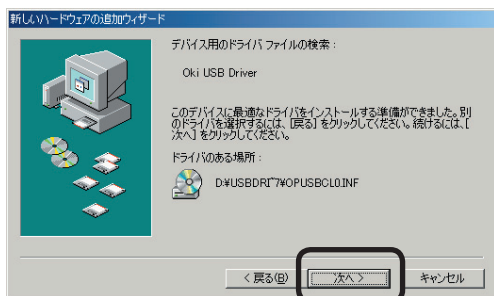 新しいハードウェアの追加ウィザード
デバイス用のドライバ ファイルの検索 :
Oki USB Driver
このデバイスに最適なドライバをインストールする準備ができました。別
のドライバを選択するには、[戻る] をクリックしてください。続けるには、[
次へ] をクリックしてください。
ドライバのある場所 :
D:¥USBDRI~7¥OPUSBCL0.INF
< 戻る(B)
次へ >
キャンセル